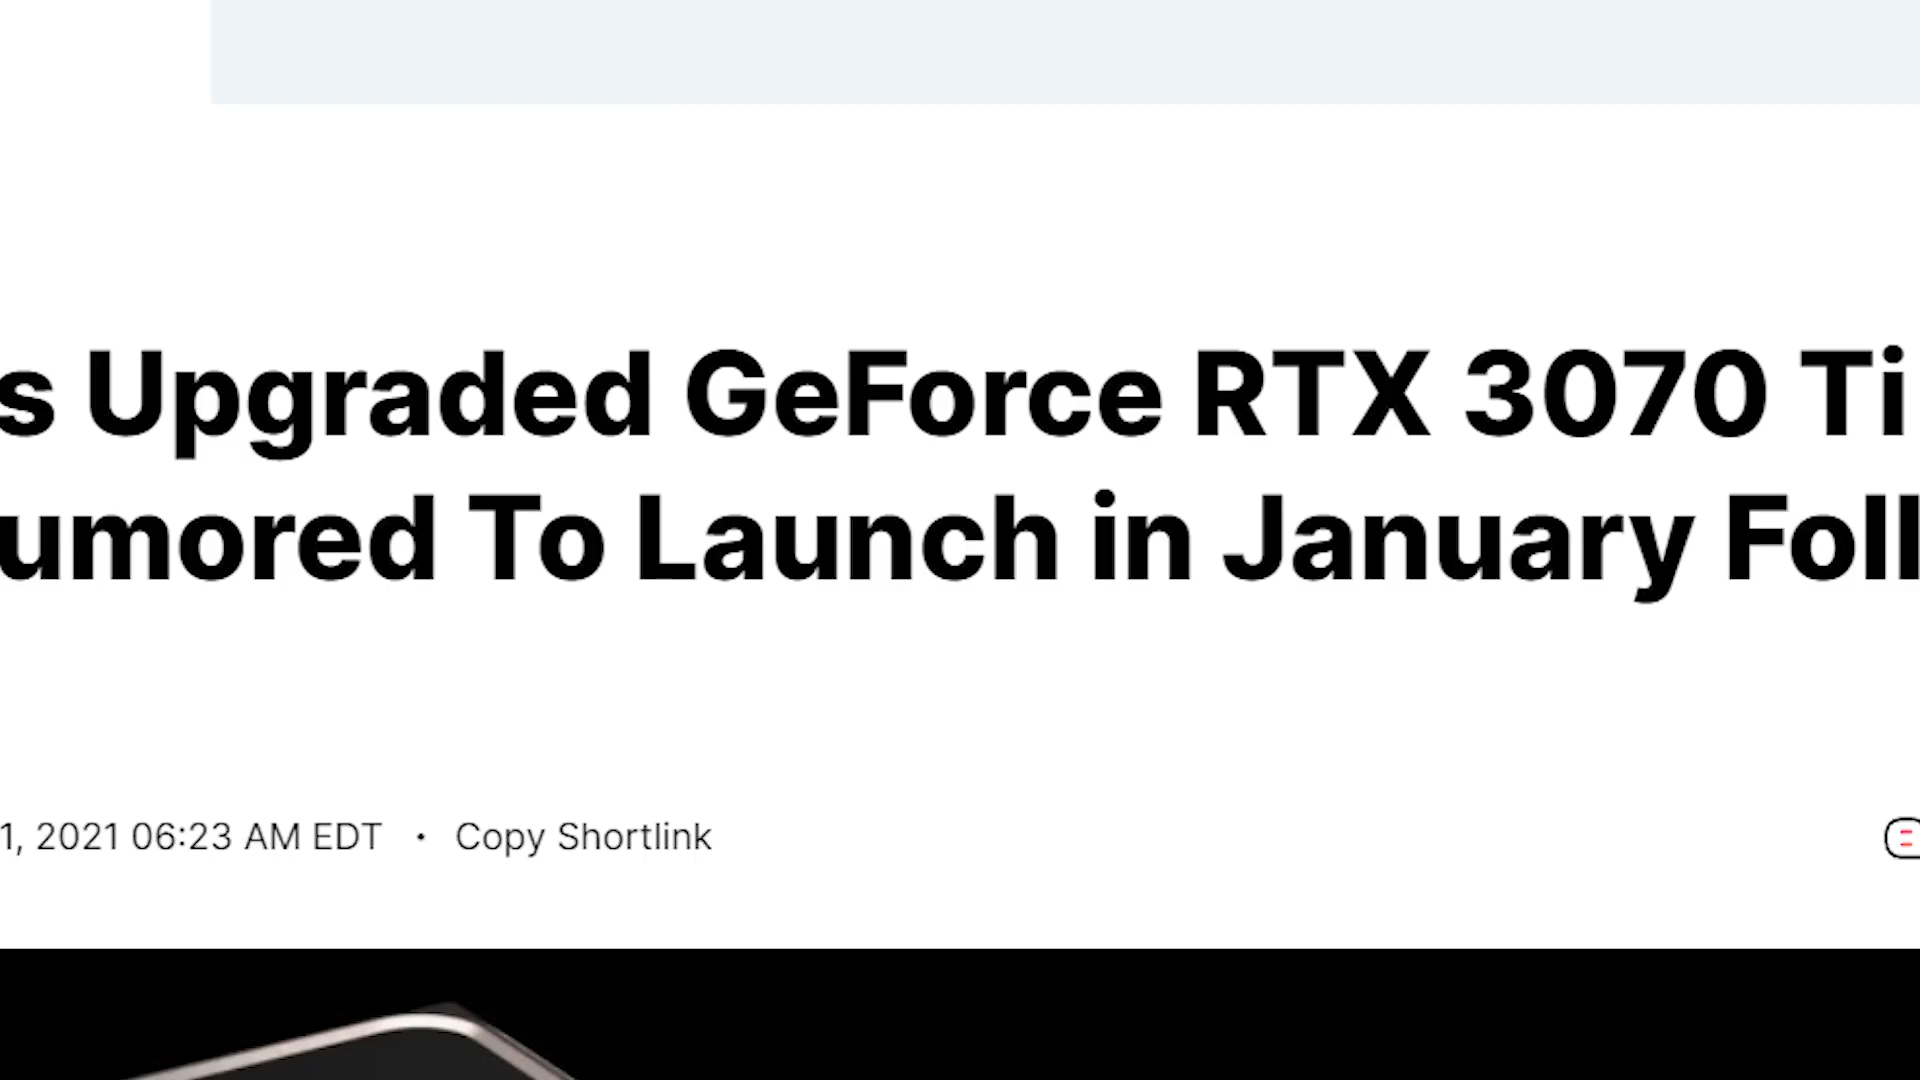 s Upgraded GeForce RTX 3070 Ti
umored To Launch in January Foll
1, 2021 06:23 AM EDT • Copy Shortlink